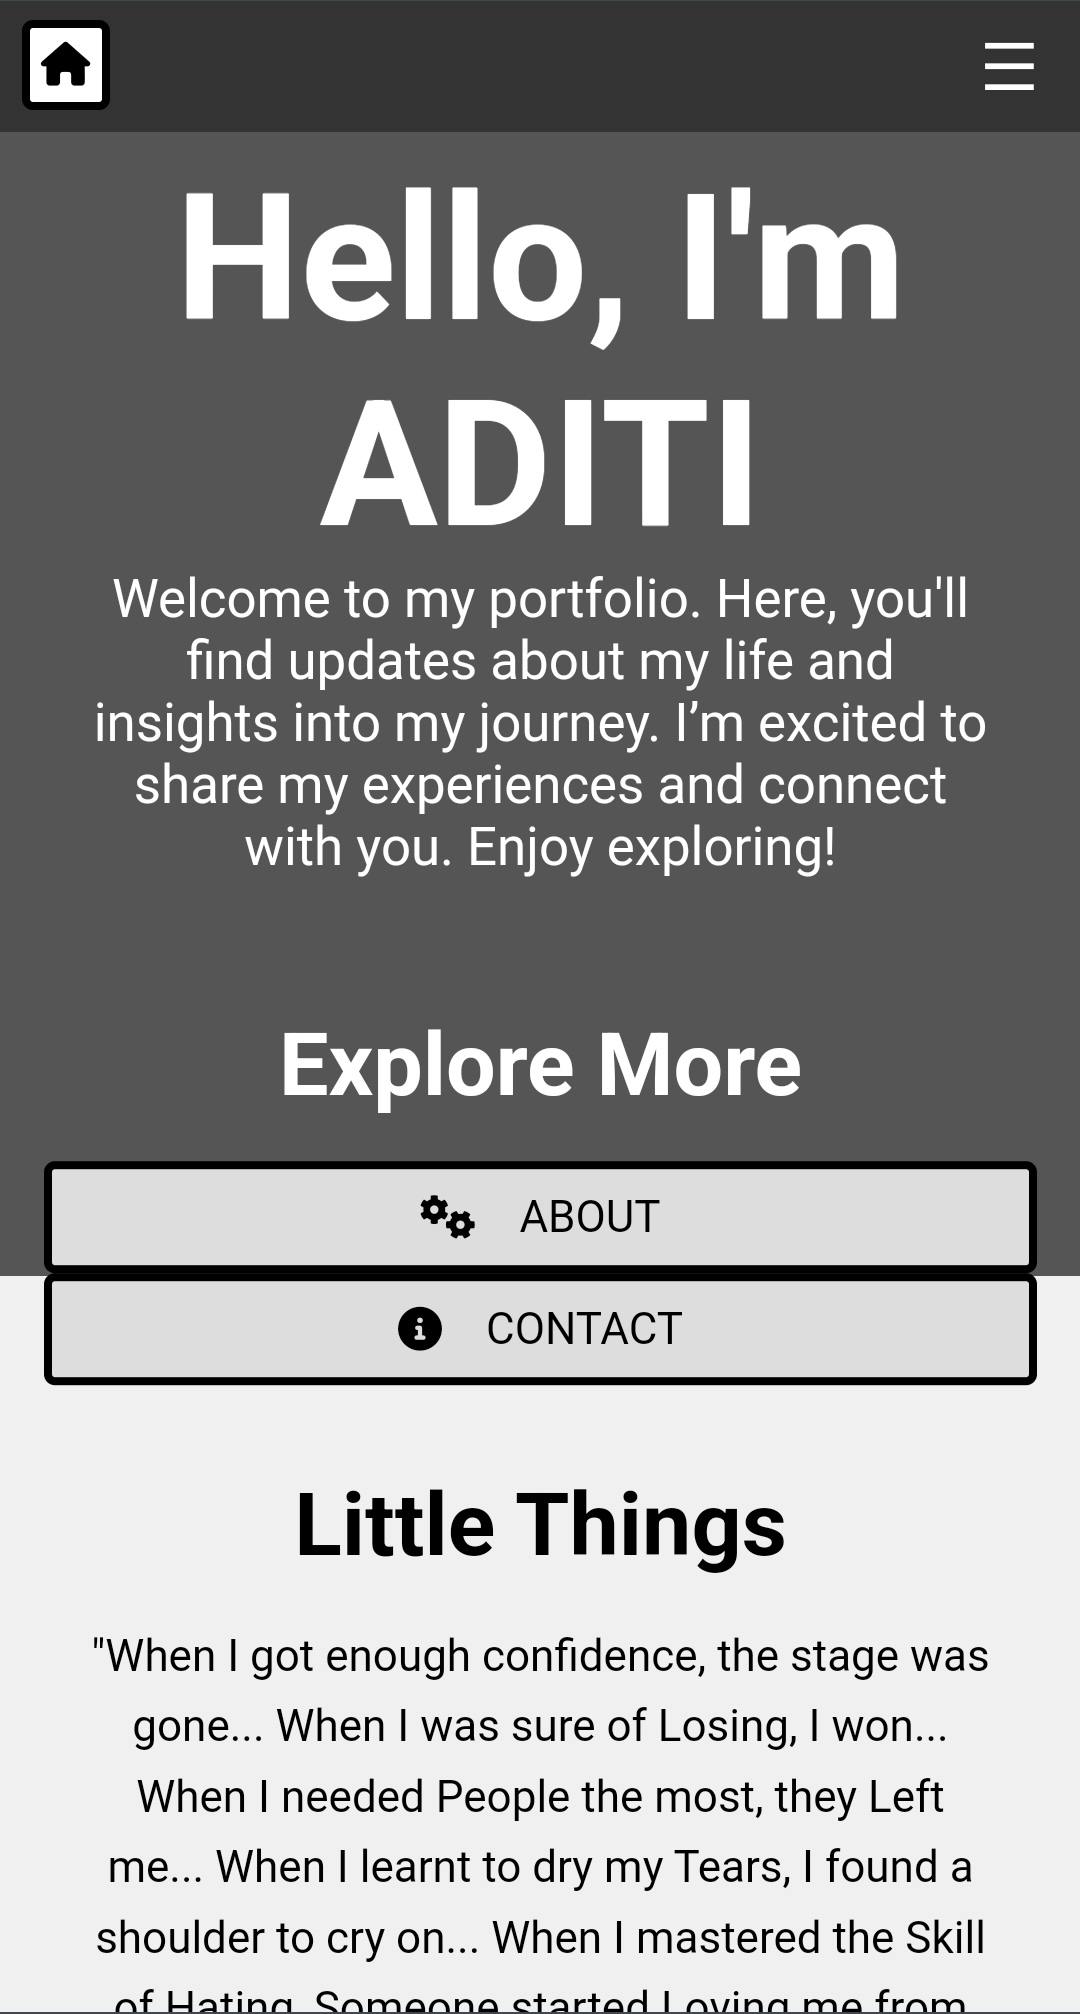 Hello, I'm
ADITI
Welcome to my portfolio. Here, you'll
find updates about my life and
insights into my journey. I’m excited to
share my experiences and connect
with you. Enjoy exploring!
Explore More
ABOUT
CONTACT
Little Things
"When I got enough confidence, the stage was
gone... When I was sure of Losing, I won...
When I needed People the most, they Left
me... When I learnt to dry my Tears, I found a
shoulder to cry on... When I mastered the Skill
of Hating, Someone started Loving me from